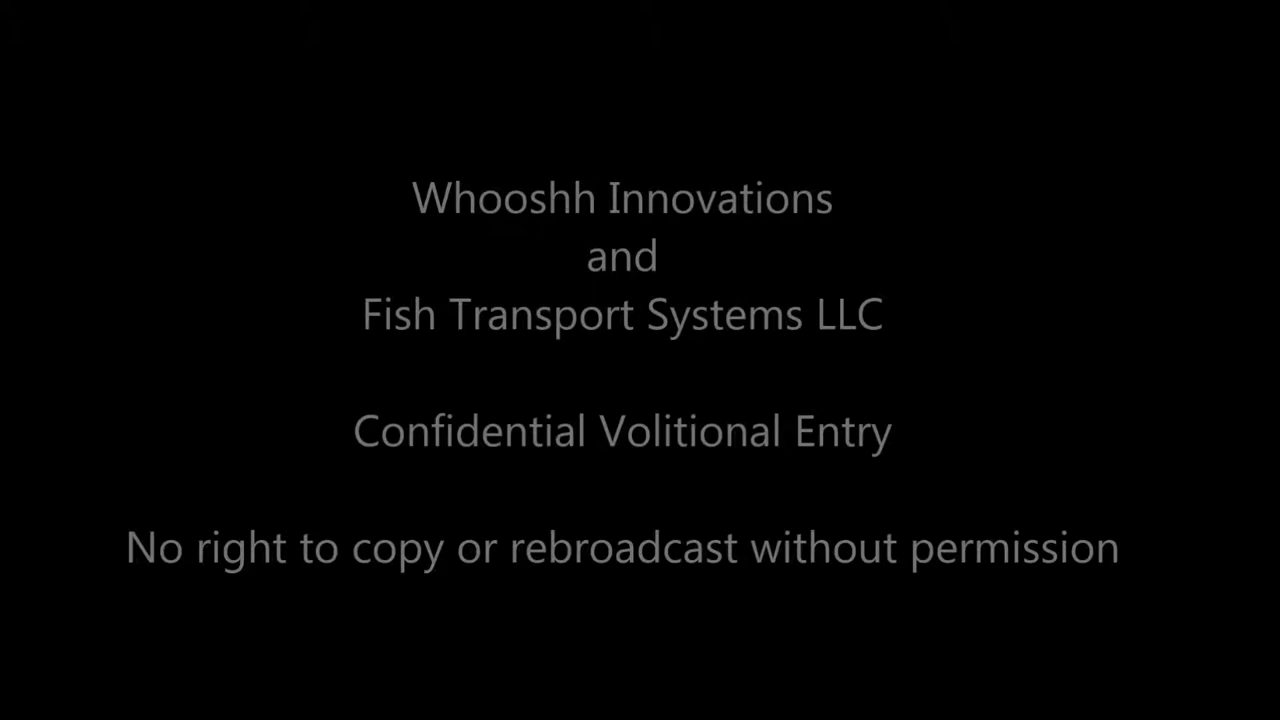 Whooshh Innovations
and
Fish Transport Systems LLC
Confidential Volitional Entry
No right to copy or rebroadcast without permission